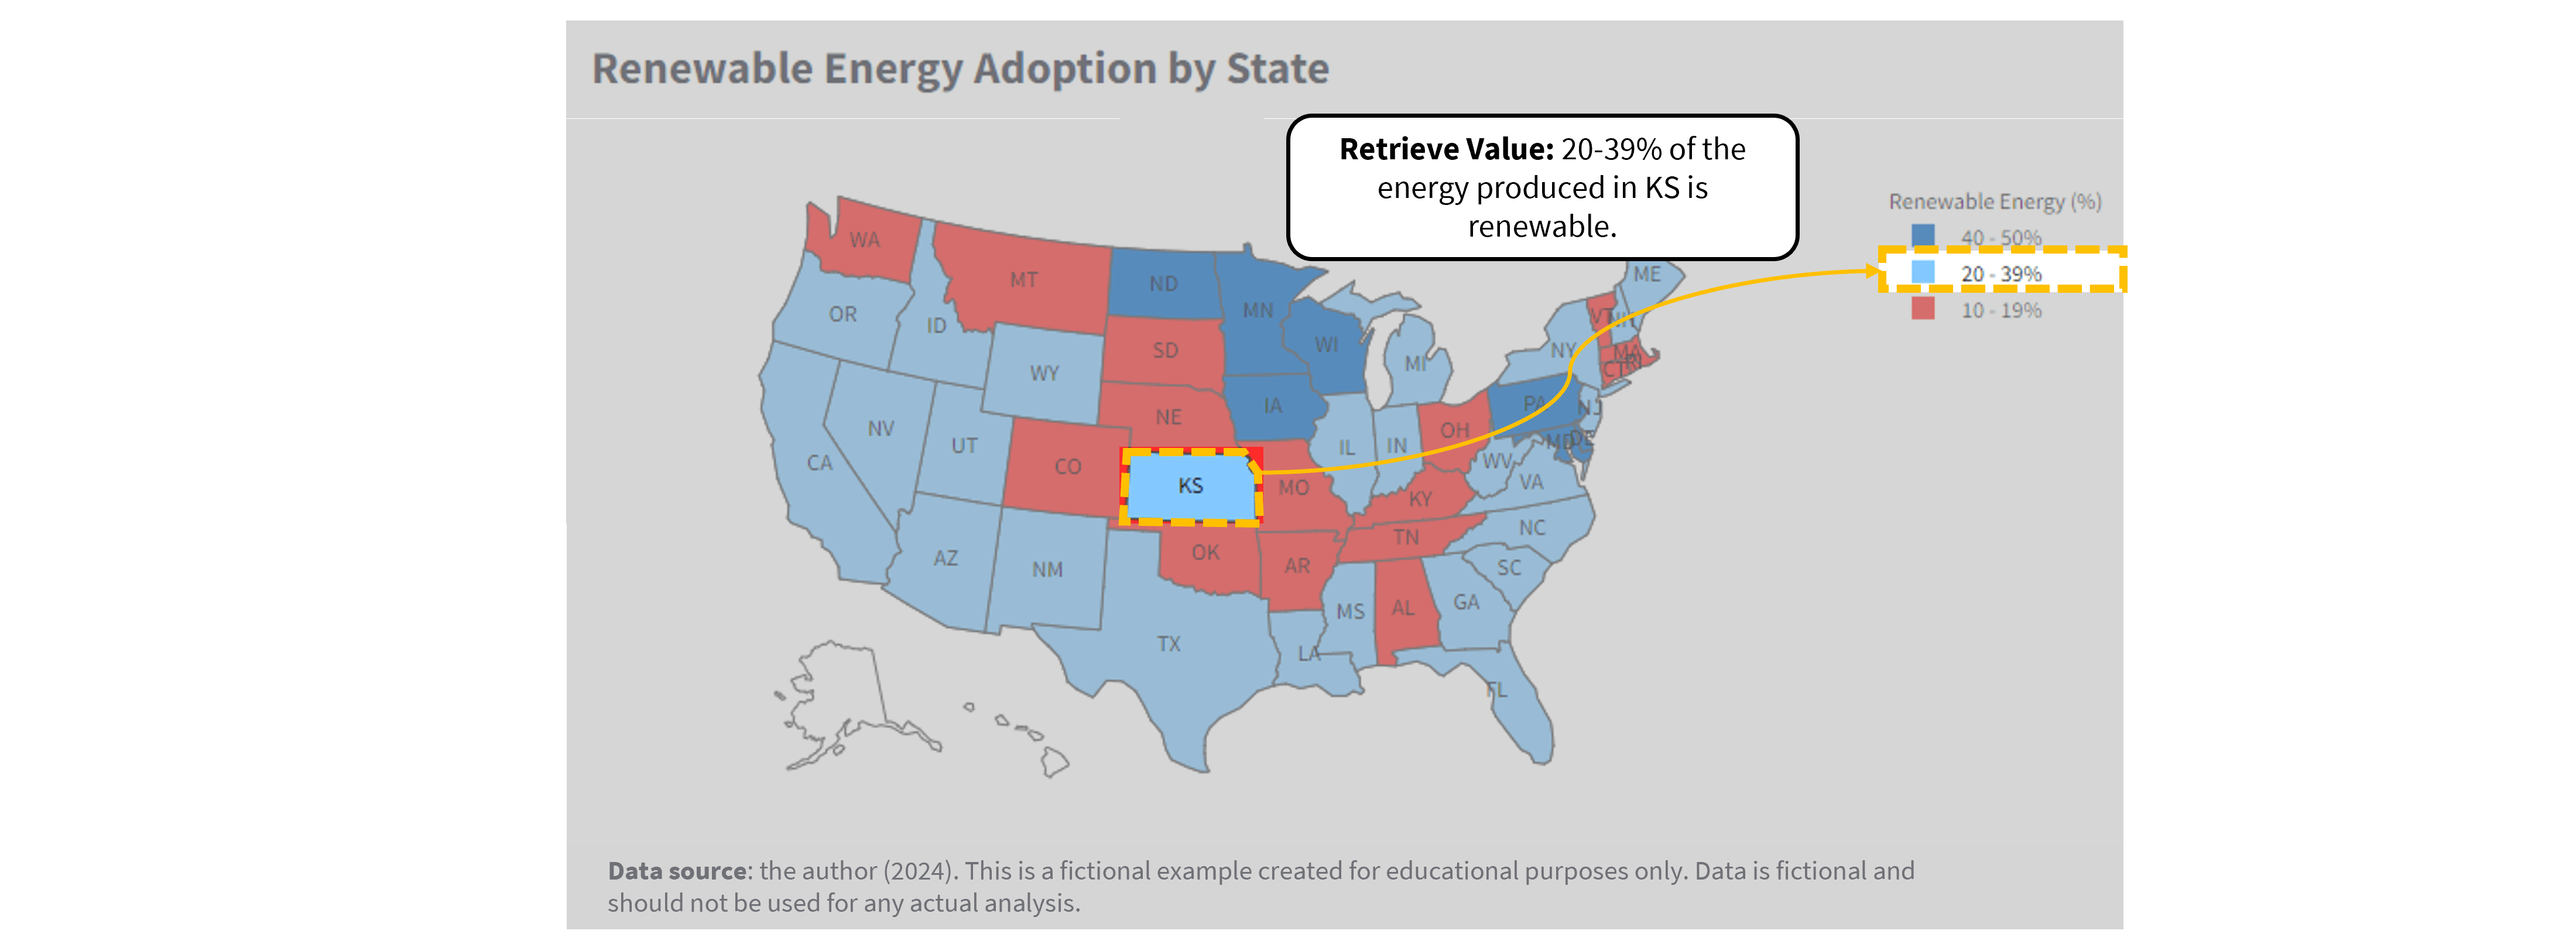 Renewable Energy Adoption by State
Retrieve Value: 20-39% of the
energy produced in KS is
renewable.
Renewable Energy (%)
40 - 50%
20 - 39%
10 - 19%
WA
MT
ND
MN
ME
OR
ID
SD
WI
VT
NH
WY
MI
NY
MA
CT
RI
NE
IA
PA
NJ
NV
UT
CO
IL
IN
OH
MD
DE
CA
KS
MO
WV
VA
KY
AZ
NM
OK
AR
TN
NC
SC
MS
AL
GA
TX
LA
FL
Data source: the author (2024). This is a fictional example created for educational purposes only. Data is fictional and
should not be used for any actual analysis.